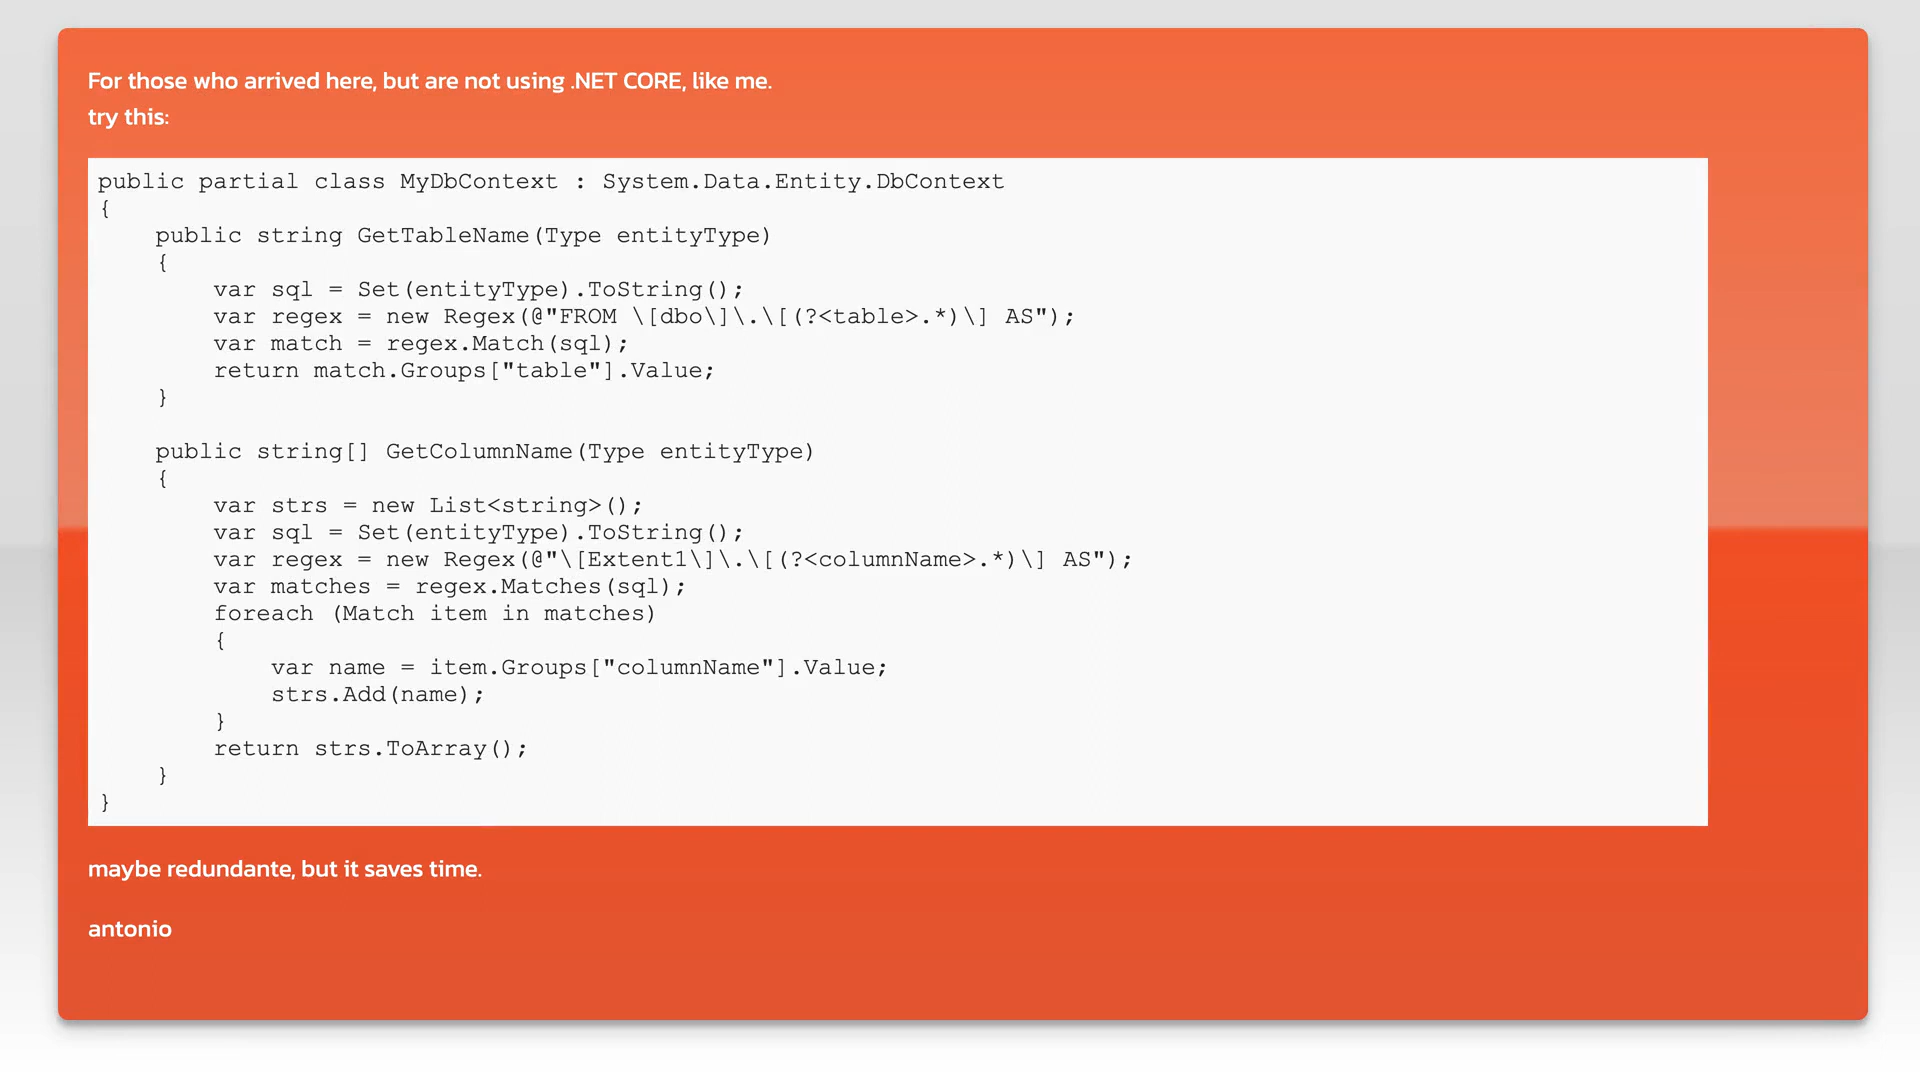 For those who arrived here, but are not using .NET CORE, like me.
try this:
public partial class MyDbContext : System.Data.Entity.DbContext
{
    public string GetTableName(Type entityType)
    {
        var sql = Set(entityType).ToString();
        var regex = new Regex(@"FROM \[dbo\]\.\[(?<table>.*)\] AS");
        var match = regex.Match(sql);
        return match.Groups["table"].Value;
    }

    public string[] GetColumnName(Type entityType)
    {
        var strs = new List<string>();
        var sql = Set(entityType).ToString();
        var regex = new Regex(@"\[Extent1\]\.\[(?<columnName>.*)\] AS");
        var matches = regex.Matches(sql);
        foreach (Match item in matches)
        {
            var name = item.Groups["columnName"].Value;
            strs.Add(name);
        }
        return strs.ToArray();
    }
}
maybe redundante, but it saves time.
antonio